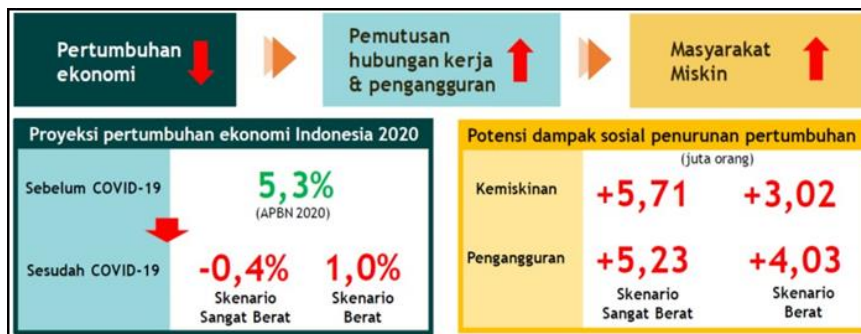 Pertumbuhan
ekonomi
Pemutusan
hubungan kerja
& pengangguran
Masyarakat
Miskin
Proyeksi pertumbuhan ekonomi Indonesia 2020
Sebelum COVID-19
5,3%
(APBN 2020)
Sesudah COVID-19
-0,4%
1,0%
Skenario
Sangat Berat
Skenario
Berat
Potensi dampak sosial penurunan pertumbuhan
(juta orang)
Kemiskinan
+5,71
+3,02
Pengangguran
+5,23
+4,03
Skenario
Sangat Berat
Skenario
Berat